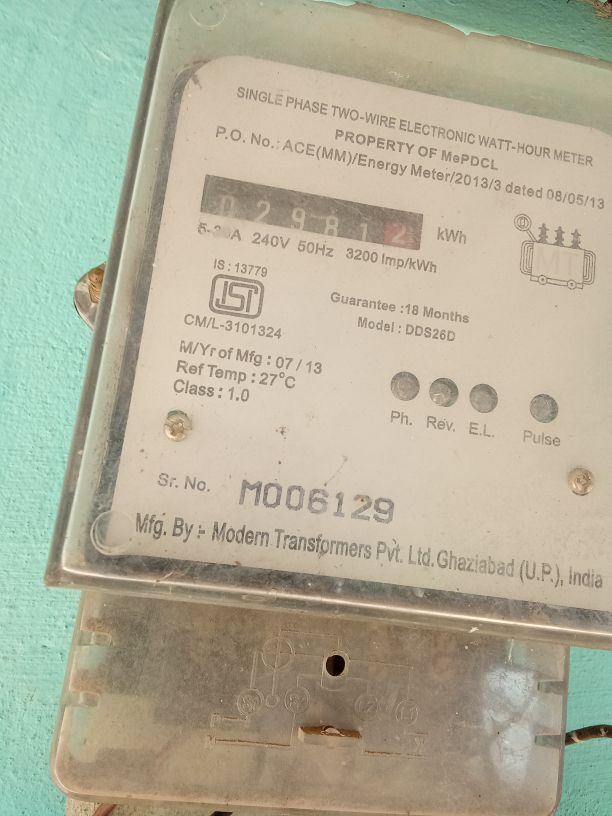 SINGLE PHASE TWO-WIRE ELECTRONIC WATT-HOUR METER
PROPERTY OF MePDCL
P.O. No.: ACE(MM)/Energy Meter/2013/3 dated 08/05/13
029812 kWh
240V 50Hz 3200 Imp/kWh
IS : 13779
ISI
CM/L-3101324
Guarantee :18 Months
Model : DDS26D
MT
M/Yr of Mfg : 07 / 13
Ref Temp : 27°C
Class : 1.0
Ph. Rev. E.L. Pulse
Sr. No. M006129
Mfg. By :- Modern Transformers Pvt. Ltd. Ghaziabad (U.P.), India